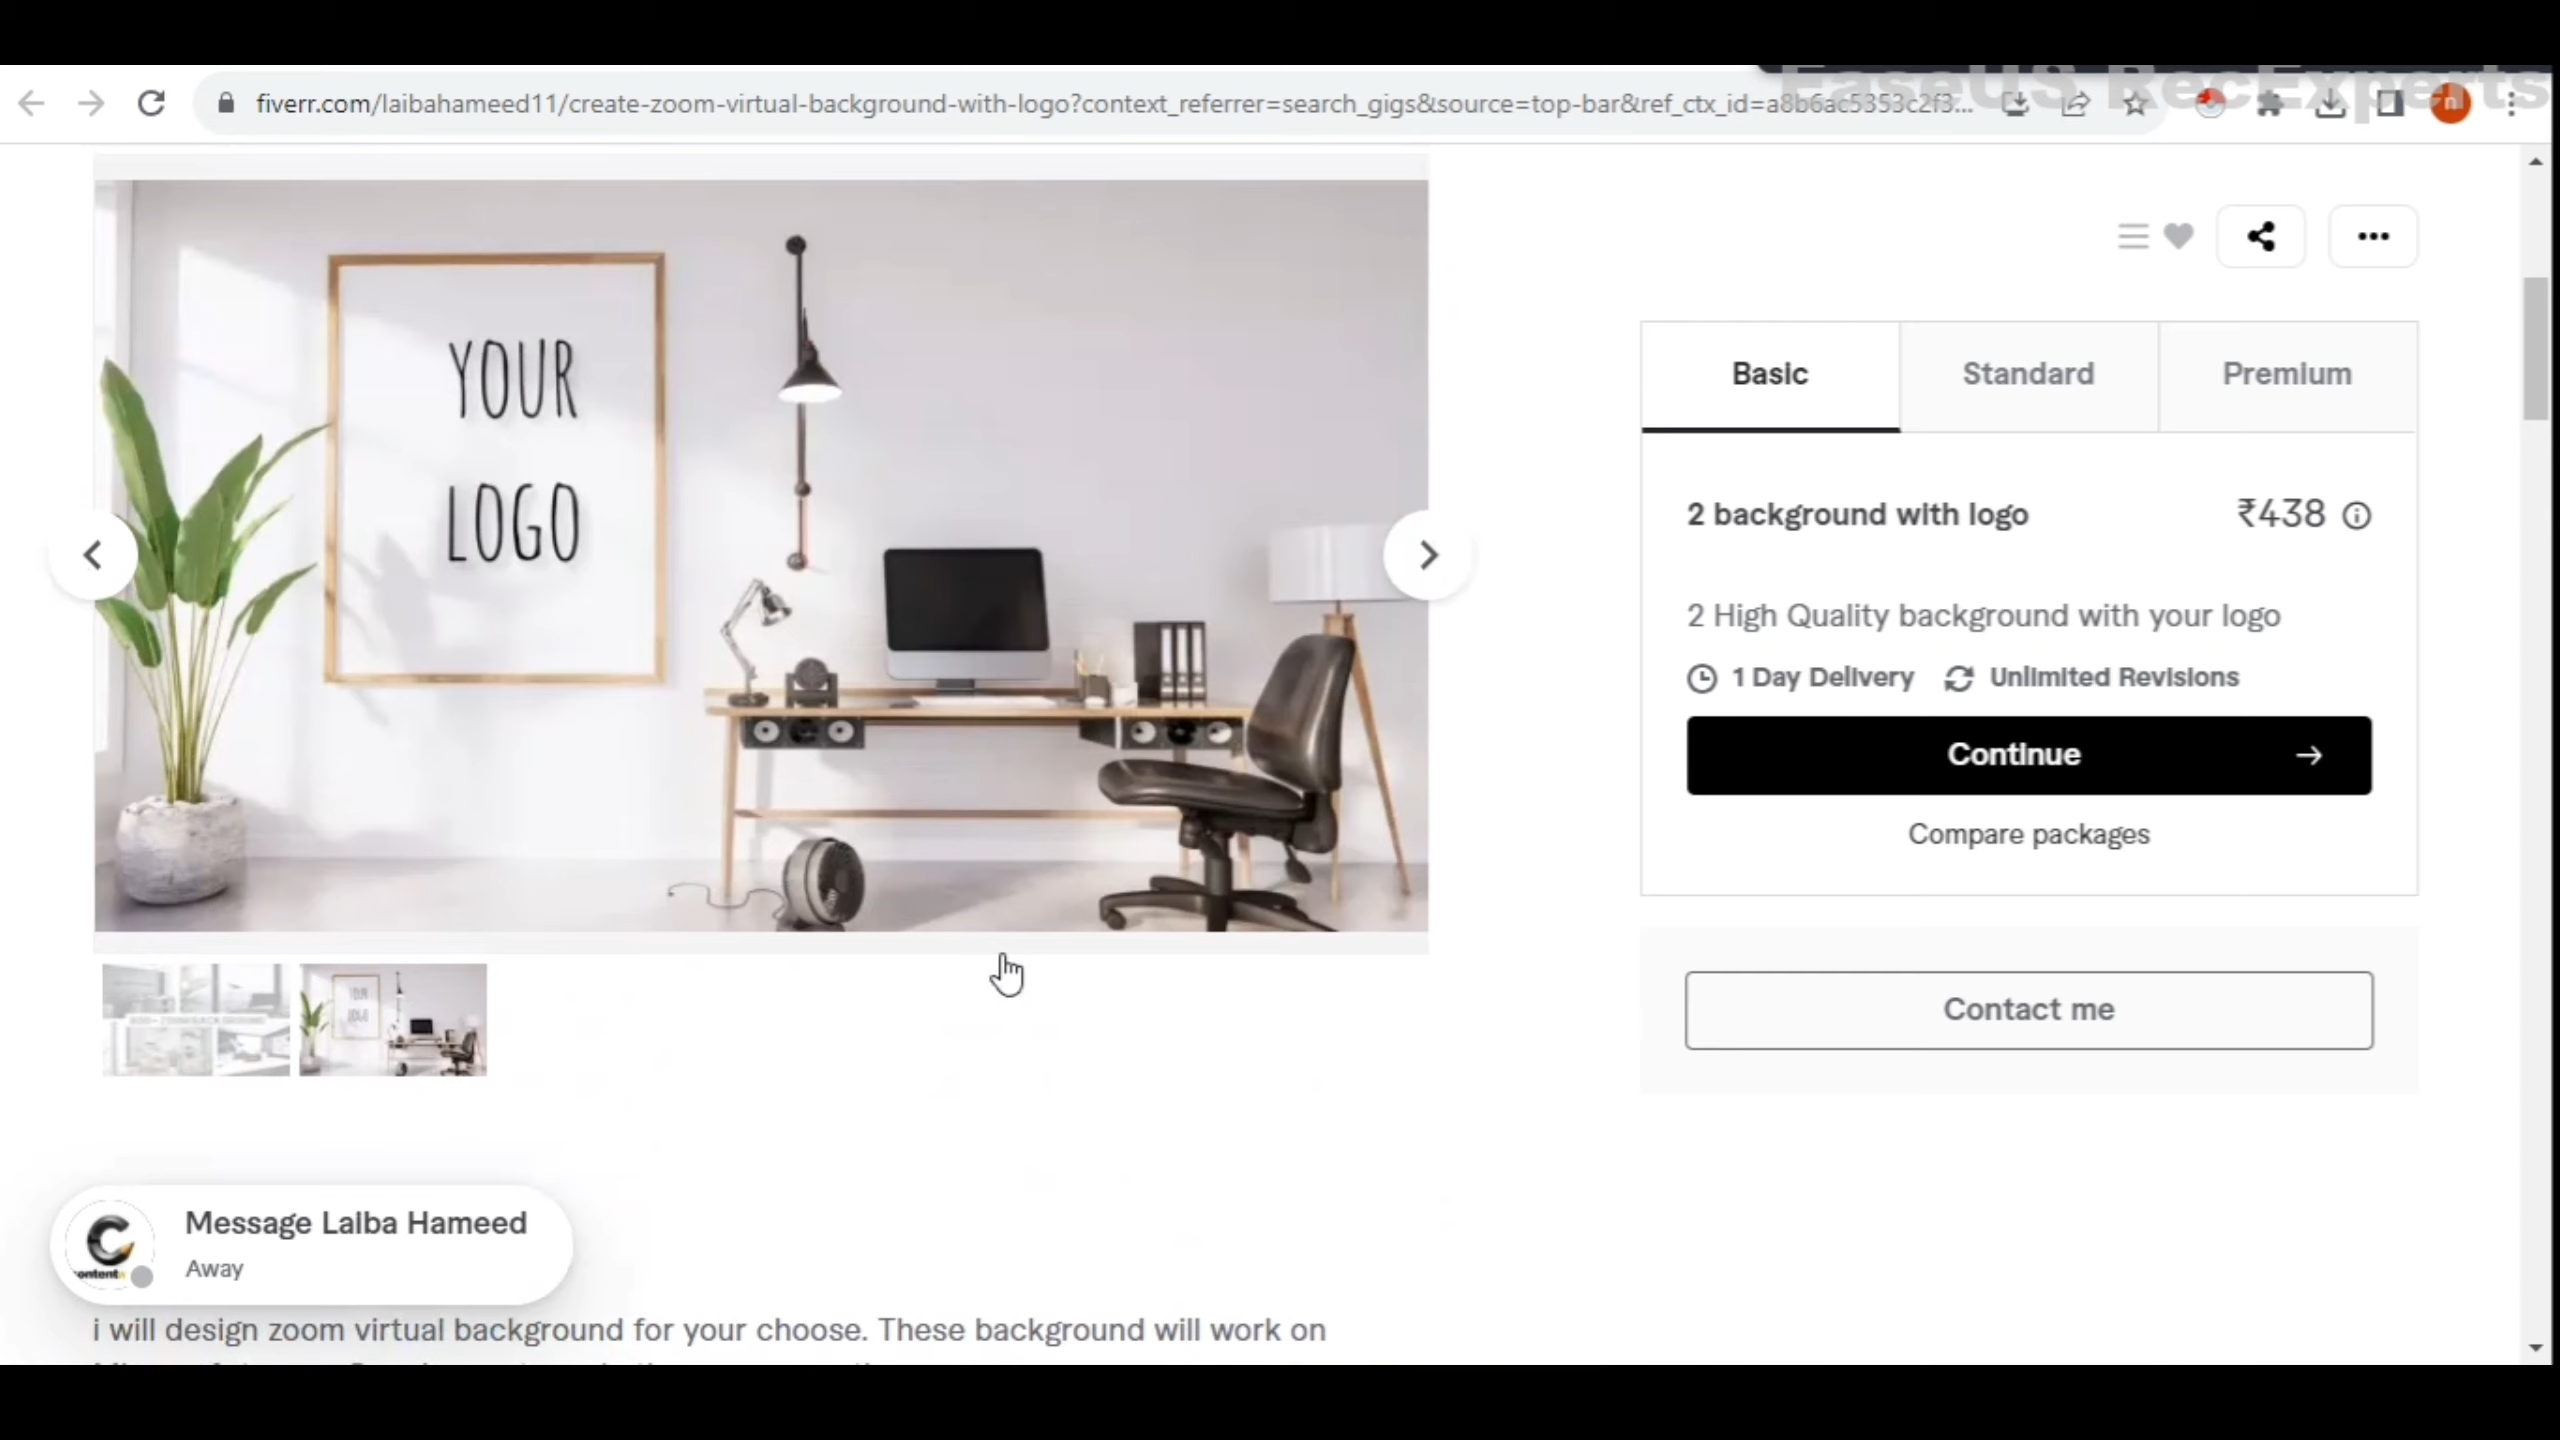 EaseUS RecExperts
fiverr.com/laibahameed11/create-zoom-virtual-background-with-logo?context_referrer=search_gigs&source=top-bar&ref_ctx_id=a8b6ac5353c2f3...
n
YOUR
LOGO
Basic
Standard
Premium
2 background with logo
₹438
2 High Quality background with your logo
1 Day Delivery
Unlimited Revisions
Continue
Compare packages
Contact me
Message Laiba Hameed
Away
i will design zoom virtual background for your choose. These background will work on